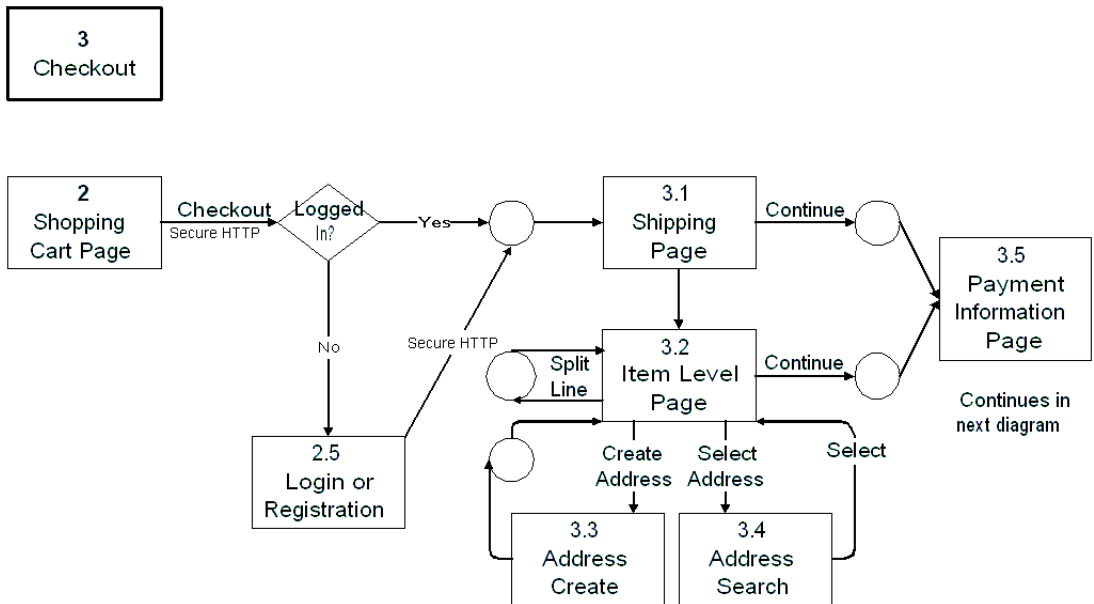 3
Checkout
2
Shopping
Cart Page
Checkout
Secure HTTP
Logged
In?
Yes
3.1
Shipping
Page
Continue
3.5
Payment
Information
Page
No
Secure HTTP
Split
Line
3.2
Item Level
Page
Continue
Continues in
next diagram
2.5
Login or
Registration
Create
Address
Select
Address
Select
3.3
Address
Create
3.4
Address
Search